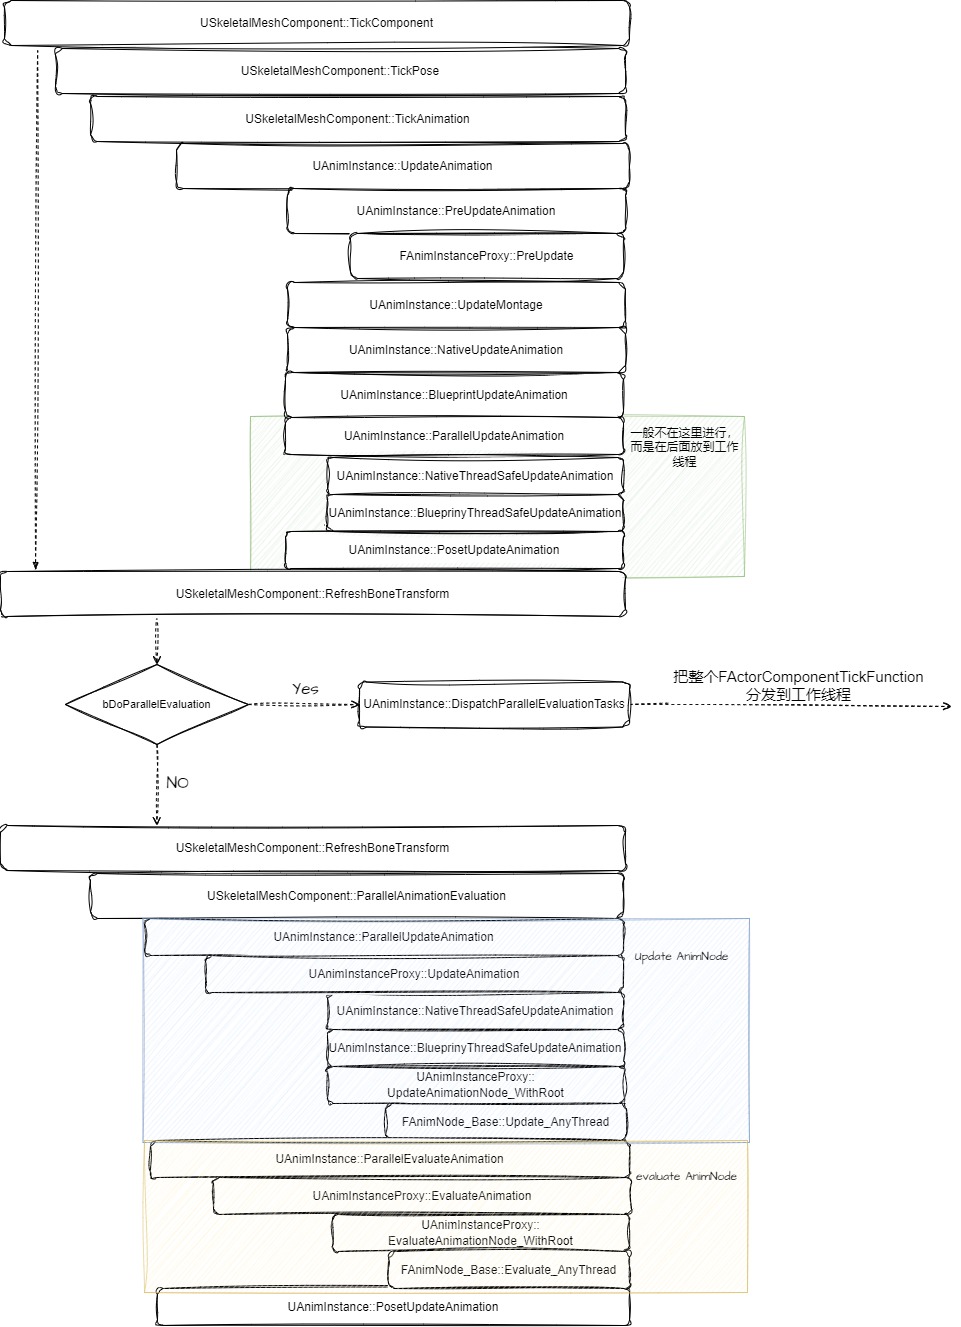 USkeletalMeshComponent::TickComponent
USkeletalMeshComponent::TickPose
USkeletalMeshComponent::TickAnimation
UAnimInstance::UpdateAnimation
UAnimInstance::PreUpdateAnimation
FAnimInstanceProxy::PreUpdate
UAnimInstance::UpdateMontage
UAnimInstance::NativeUpdateAnimation
UAnimInstance::BlueprintUpdateAnimation
UAnimInstance::ParallelUpdateAnimation
一般不在这里进行,
而是在后面放到工作
线程
UAnimInstance::NativeThreadSafeUpdateAnimation
UAnimInstance::BlueprinyThreadSafeUpdateAnimation
UAnimInstance::PosetUpdateAnimation
USkeletalMeshComponent::RefreshBoneTransform
bDoParallelEvaluation
Yes
UAnimInstance::DispatchParallelEvaluationTasks
把整个FActorComponentTickFunction
分发到工作线程
NO
USkeletalMeshComponent::RefreshBoneTransform
USkeletalMeshComponent::ParallelAnimationEvaluation
UAnimInstance::ParallelUpdateAnimation
Update AnimNode
UAnimInstanceProxy::UpdateAnimation
UAnimInstance::NativeThreadSafeUpdateAnimation
UAnimInstance::BlueprinyThreadSafeUpdateAnimation
UAnimInstanceProxy::
UpdateAnimationNode_WithRoot
FAnimNode_Base::Update_AnyThread
UAnimInstance::ParallelEvaluateAnimation
evaluate AnimNode
UAnimInstanceProxy::EvaluateAnimation
UAnimInstanceProxy::
EvaluateAnimationNode_WithRoot
FAnimNode_Base::Evaluate_AnyThread
UAnimInstance::PosetUpdateAnimation